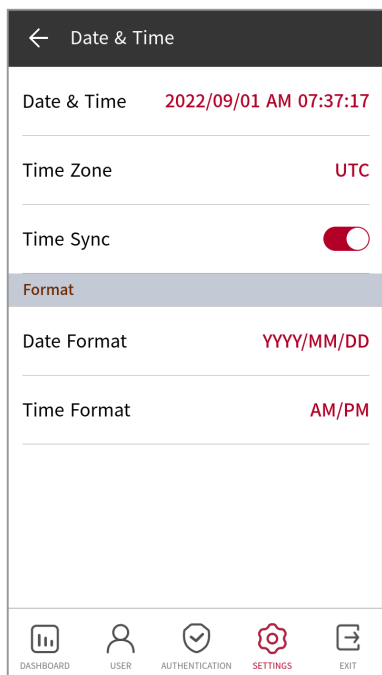 Date & Time
Date & Time 2022/09/01 AM 07:37:17
Time Zone UTC
Time Sync
Format
Date Format YYYY/MM/DD
Time Format AM/PM
DASHBOARD USER AUTHENTICATION SETTINGS EXIT